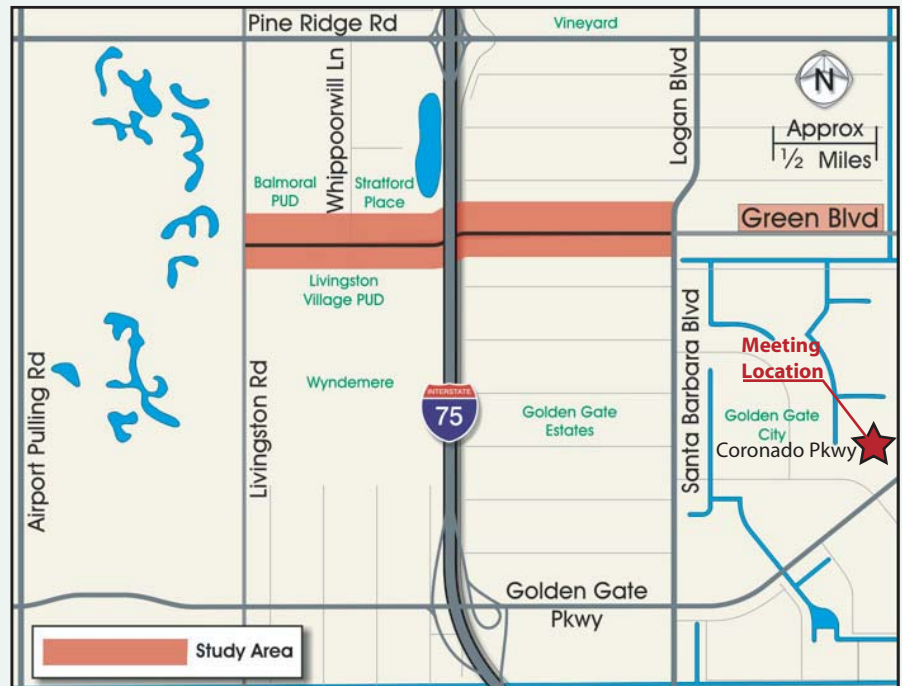 Pine Ridge Rd
Vineyard
Whippoorwill Ln
Logan Blvd
N
Approx
½ Miles
Balmoral
PUD
Stratford
Place
Green Blvd
Livingston
Village PUD
Airport Pulling Rd
Livingston Rd
Wyndemere
INTERSTATE
75
Golden Gate
Estates
Santa Barbara Blvd
Meeting
Location
Golden Gate
City
Coronado Pkwy
Golden Gate
Pkwy
Study Area